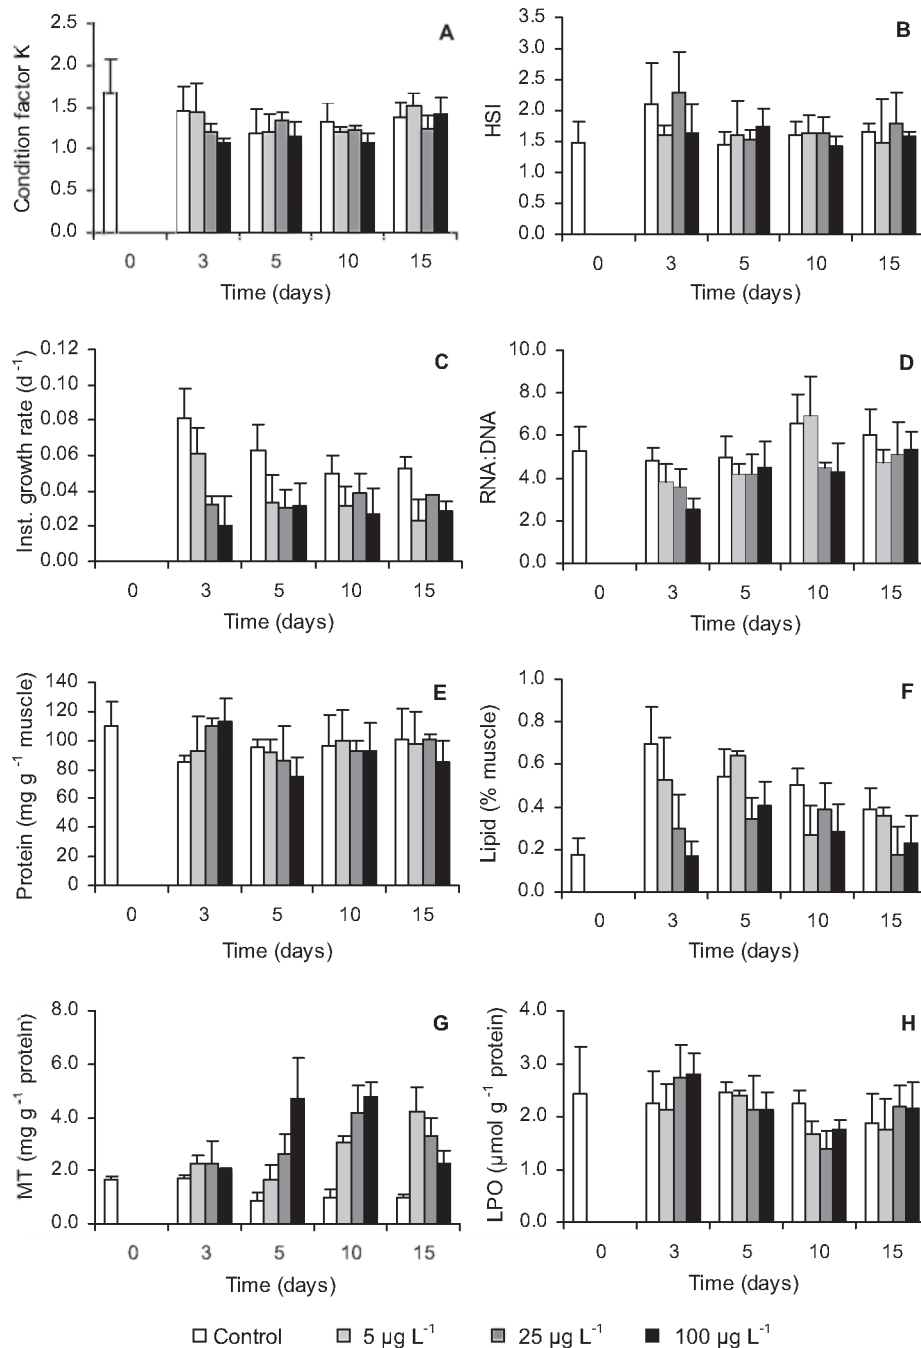 A
Condition factor K
2.5
2.0
1.5
1.0
0.5
0.0
0 3 5 10 15
Time (days)
B
HSI
3.5
3.0
2.5
2.0
1.5
1.0
0.5
0.0
0 3 5 10 15
Time (days)
C
Inst. growth rate (d⁻¹)
0.12
0.10
0.08
0.06
0.04
0.02
0.00
0 3 5 10 15
Time (days)
D
RNA:DNA
10.0
8.0
6.0
4.0
2.0
0.0
0 3 5 10 15
Time (days)
E
Protein (mg g⁻¹ muscle)
140
120
100
80
60
40
20
0
0 3 5 10 15
Time (days)
F
Lipid (% muscle)
1.0
0.8
0.6
0.4
0.2
0.0
0 3 5 10 15
Time (days)
G
MT (mg g⁻¹ protein)
8.0
6.0
4.0
2.0
0.0
0 3 5 10 15
Time (days)
H
LPO (µmol g⁻¹ protein)
4.0
3.0
2.0
1.0
0.0
0 3 5 10 15
Time (days)
Control 5 µg L⁻¹ 25 µg L⁻¹ 100 µg L⁻¹